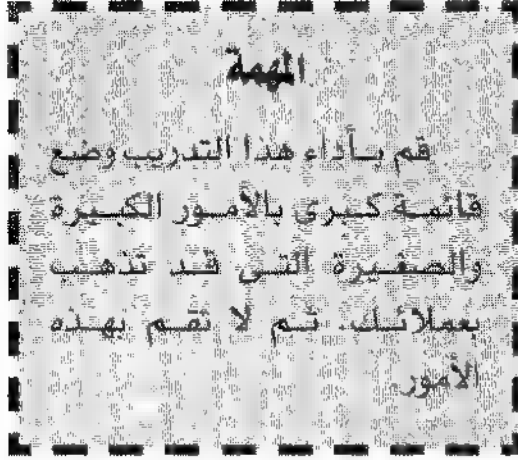 المهمة
قم بأداء هذا التدريب وضع
قائمة كبرى بالأمور الكبيرة
والصغيرة التى قد تذهب
بعملائك. ثم لا تقم بهذه
الأمور.